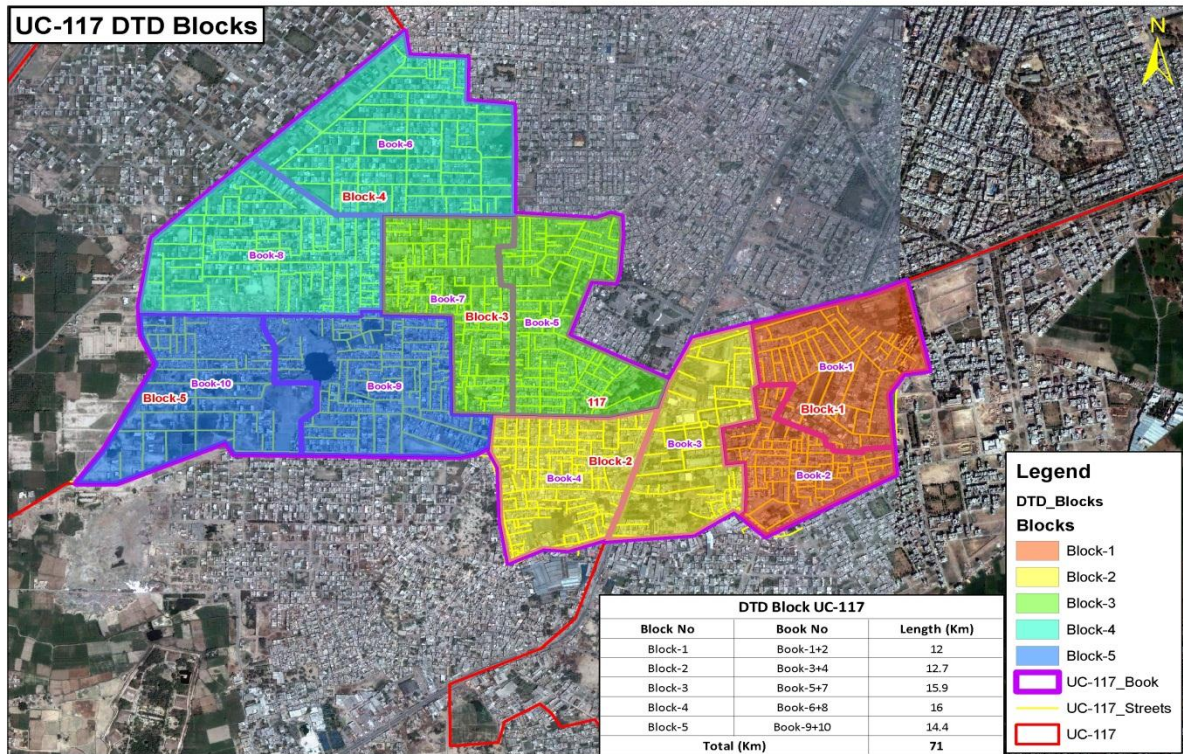 UC-117 DTD Blocks
N
Book-6
Block-4
Book-8
Book-7
Block-3
Book-5
Book-1
Book-10
Book-9
Block-5
117
Block-1
Book-3
Block-2
Book-4
Book-2
Legend
DTD_Blocks
Blocks
Block-1
Block-2
Block-3
Block-4
Block-5
UC-117_Book
UC-117_Streets
UC-117
DTD Block UC-117
Block No Book No Length (Km)
Block-1 Book-1+2 12
Block-2 Book-3+4 12.7
Block-3 Book-5+7 15.9
Block-4 Book-6+8 16
Block-5 Book-9+10 14.4
Total (Km) 71